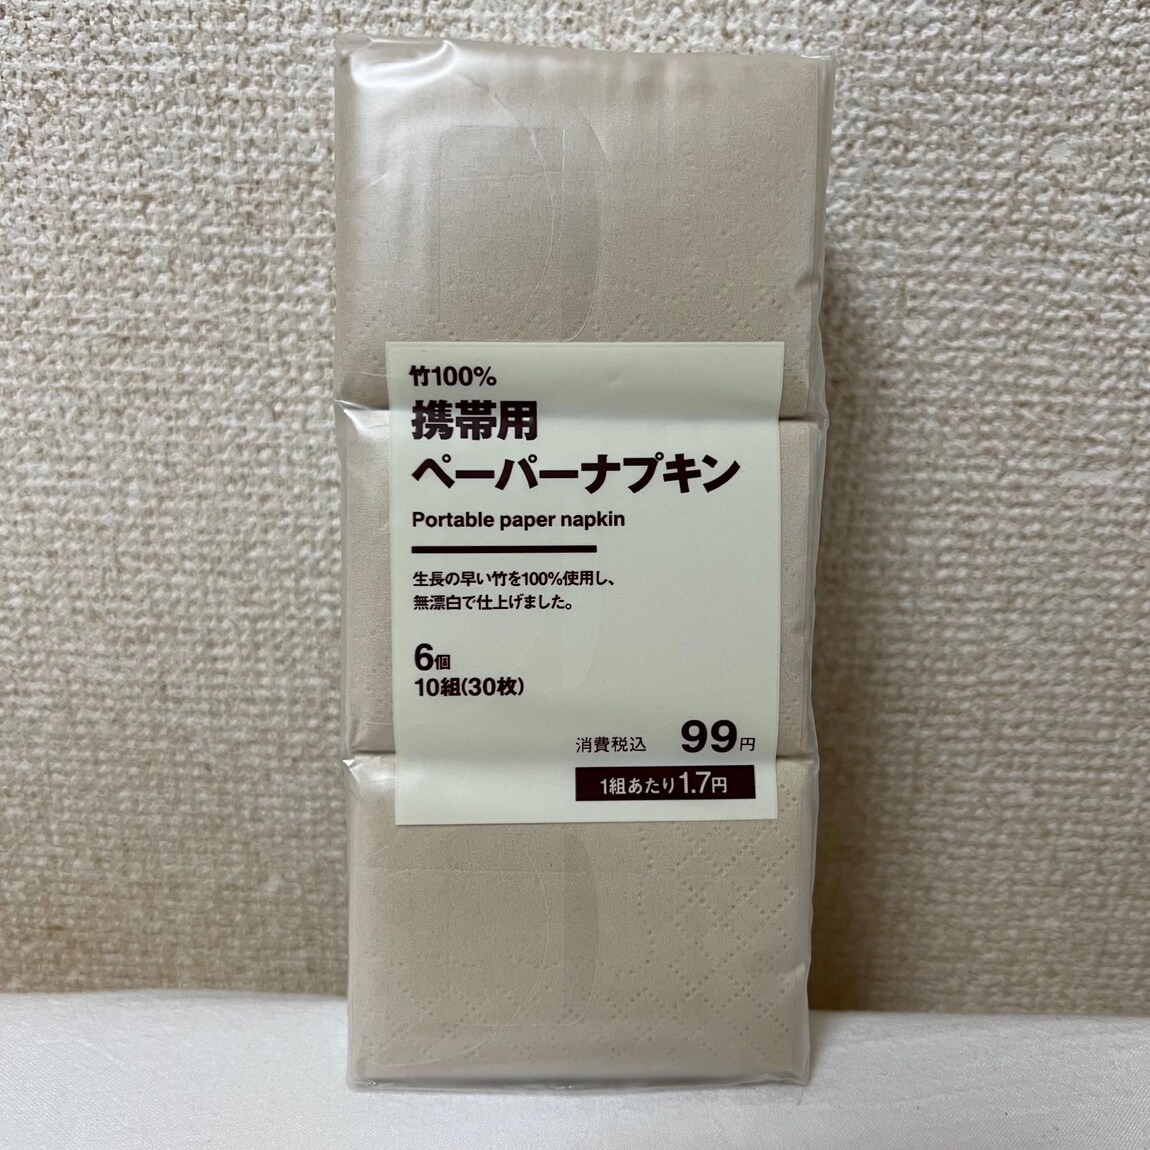 竹100%
携帯用
ペーパーナプキン
Portable paper napkin
生長の早い竹を100%使用し、
無漂白で仕上げました。
6個
10組(30枚)
消費税込 99円
1組あたり1.7円